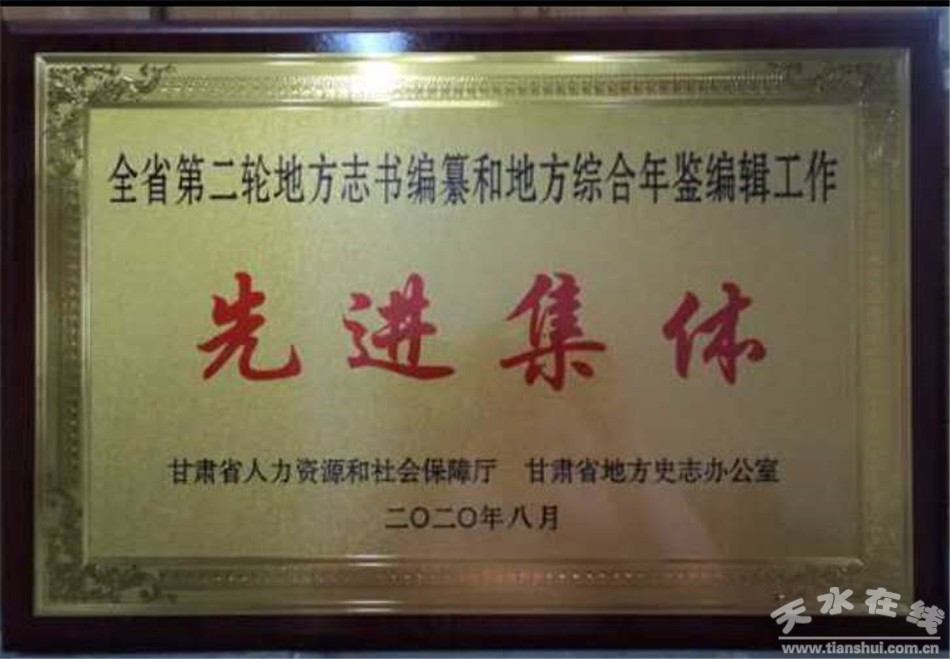 全省第二轮地方志书编纂和地方综合年鉴编辑工作
先进集体
甘肃省人力资源和社会保障厅 甘肃省地方史志办公室
二〇二〇年八月
天水在线
www.tianshui.com.cn